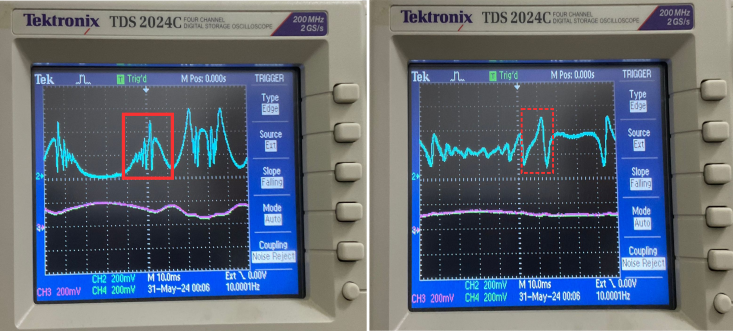 Tektronix TDS 2024C FOUR CHANNEL DIGITAL STORAGE OSCILLOSCOPE 200 MHz 2 GS/s
Tek Trig'd M Pos: 0.000s TRIGGER
Type
Edge
Source
Ext
Slope
Falling
Mode
Auto
Coupling
Noise Reject
2
CH2 200mV M 10.0ms Ext 0.00V
CH3 200mV CH4 200mV 31-May-24 00:06 10.0001Hz
Tektronix TDS 2024C FOUR CHANNEL DIGITAL STORAGE OSCILLOSCOPE 200 MHz 2 GS/s
Tek Trig'd M Pos: 0.000s TRIGGER
Type
Edge
Source
Ext
Slope
Falling
Mode
Auto
Coupling
Noise Reject
2
CH2 200mV M 10.0ms Ext 0.00V
CH3 200mV CH4 200mV 31-May-24 00:06 10.0001Hz